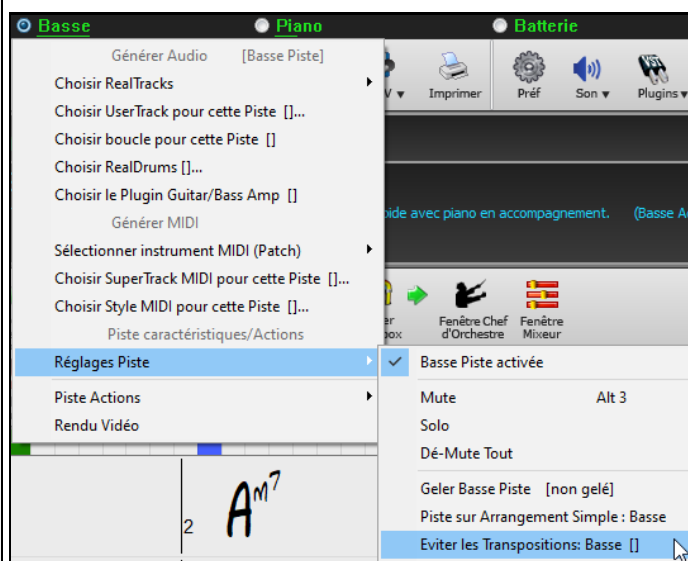 Basse Piano Batterie
Générer Audio [Basse Piste]
Choisir RealTracks
Choisir UserTrack pour cette Piste []...
Choisir boucle pour cette Piste []
Choisir RealDrums []...
Choisir le Plugin Guitar/Bass Amp []
Générer MIDI
Sélectionner instrument MIDI (Patch)
Choisir SuperTrack MIDI pour cette Piste []...
Choisir Style MIDI pour cette Piste []...
Piste caractéristiques/Actions
Réglages Piste
Piste Actions
Rendu Vidéo
V Imprimer Préf Son Plugins
VST
avec piano en accompagnement. (Basse A
Fenêtre Chef d'Orchestre
Fenêtre Mixeur
Basse Piste activée
Mute Alt 3
Solo
Dé-Mute Tout
Geler Basse Piste [non gelé]
Piste sur Arrangement Simple : Basse
Eviter les Transpositions: Basse []
2 Am7